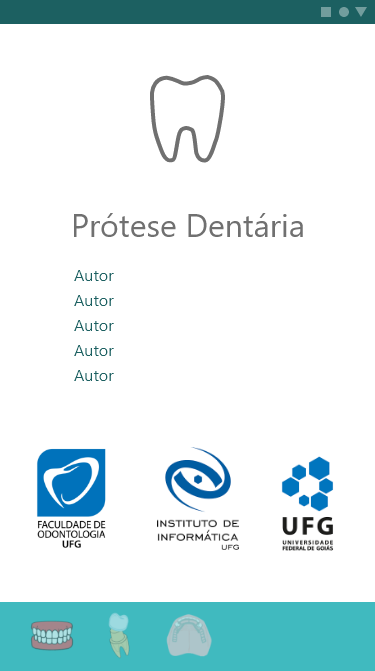 Prótese Dentária
Autor
Autor
Autor
Autor
Autor
FACULDADE DE
ODONTOLOGIA
UFG
INSTITUTO DE
INFORMÁTICA
UFG
UFG
UNIVERSIDADE
FEDERAL DE GOIÁS